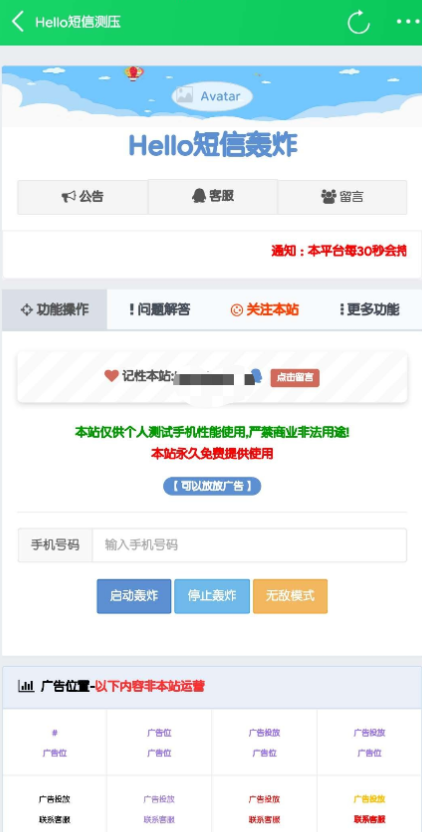 Hello短信测压
Avatar
Hello短信轰炸
公告 客服 留言
通知：本平台每30秒会持
功能操作 问题解答 关注本站 更多功能
记性本站: 点击留言
本站仅供个人测试手机性能使用,严禁商业非法用途!
本站永久免费提供使用
【可以放放广告】
手机号码 输入手机号码
启动轰炸 停止轰炸 无敌模式
广告位置-以下内容非本站运营
# 广告位 广告投放 广告投放
广告位 广告位 广告位 广告位
广告投放 广告投放 广告投放 广告投放
联系客服 联系客服 联系客服 联系客服